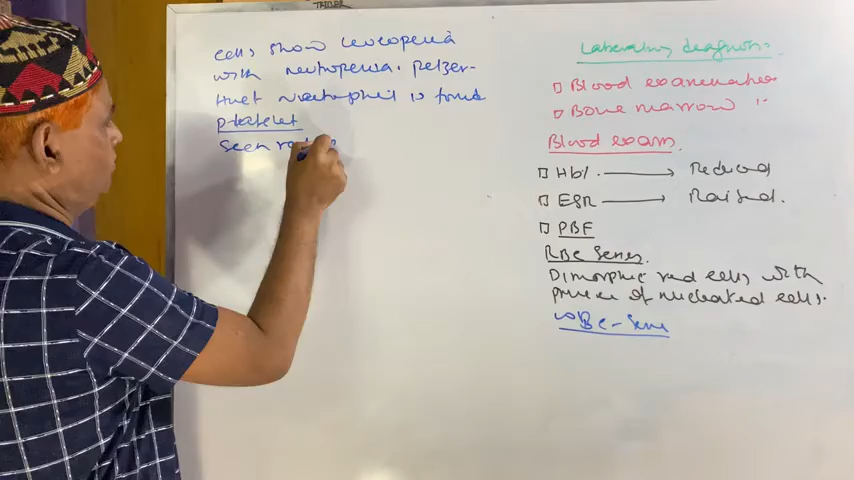 Laboratory diagnosis.
Blood examination
Bone marrow "
Blood exam.
Hb%. → Reduced
ESR → Raised.
PBF
RBC Series.
Dimorphic red cells with
presence of nucleated cells.
WBC-Serie
cells show leucopenia
with neutropenia. Pelger-
Huet neutrophil is found
platelet
Seen